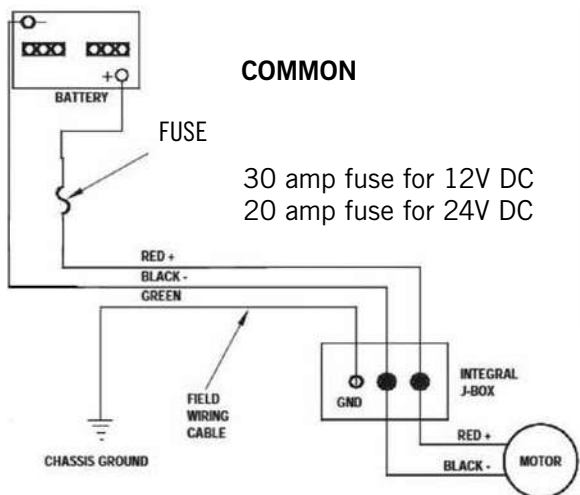 -
+
BATTERY
COMMON
FUSE
30 amp fuse for 12V DC
20 amp fuse for 24V DC
RED +
BLACK -
GREEN
FIELD
WIRING
CABLE
CHASSIS GROUND
GND
INTEGRAL
J-BOX
RED +
BLACK -
MOTOR